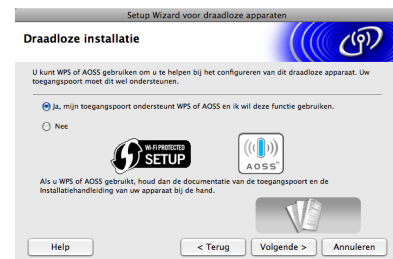 Setup Wizard voor draadloze apparaten
Draadloze installatie
U kunt WPS of AOSS gebruiken om u te helpen bij het configureren van dit draadloze apparaat. Uw
toegangspoort moet dit wel ondersteunen.
Ja, mijn toegangspoort ondersteunt WPS of AOSS en ik wil deze functie gebruiken.
Nee
WI-FI PROTECTED
SETUP
AOSS™
Als u WPS of AOSS gebruikt, houd dan de documentatie van de toegangspoort en de
Installatiehandleiding van uw apparaat bij de hand.
Help
< Terug
Volgende >
Annuleren